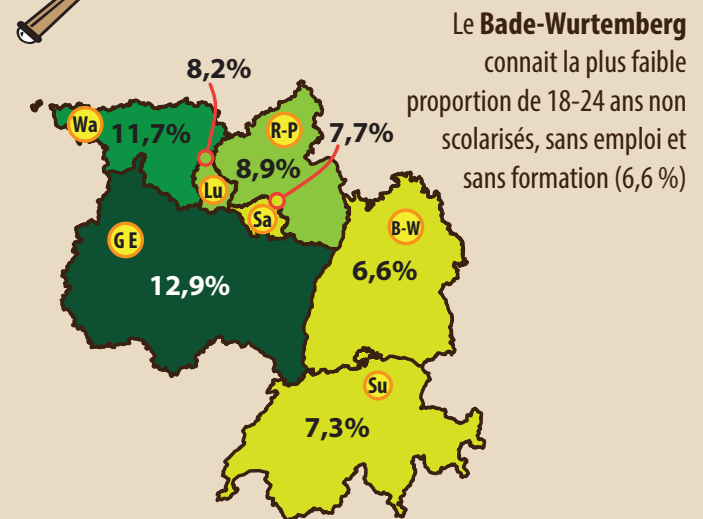 Le Bade-Wurtemberg
connait la plus faible
proportion de 18-24 ans non
scolarisés, sans emploi et
sans formation (6,6 %)
8,2%
Wa
11,7%
R-P
7,7%
8,9%
Lu
Sa
B-W
G E
6,6%
12,9%
Su
7,3%